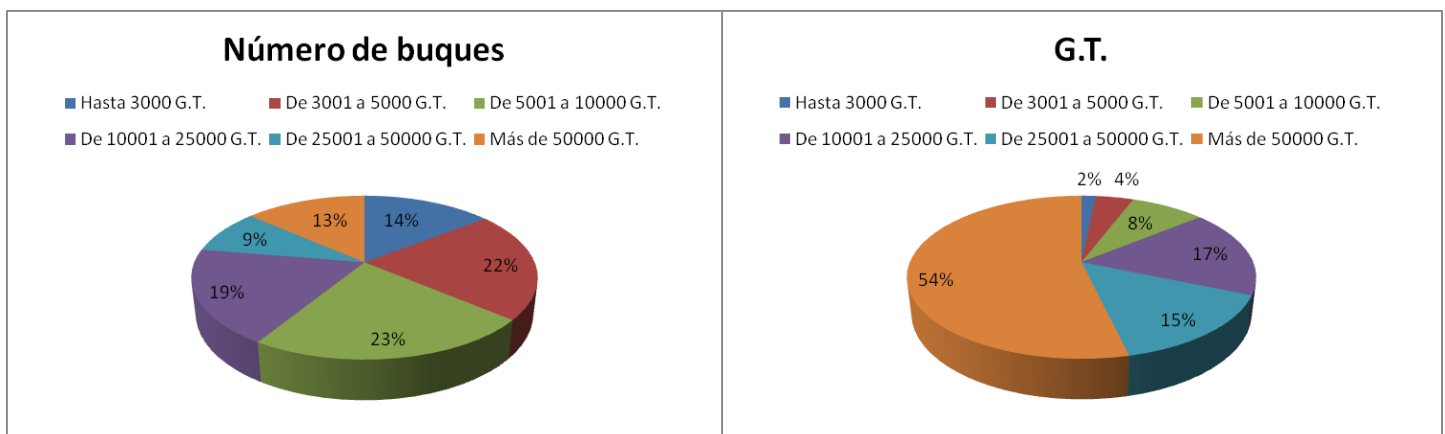 Número de buques
Hasta 3000 G.T. De 3001 a 5000 G.T. De 5001 a 10000 G.T.
De 10001 a 25000 G.T. De 25001 a 50000 G.T. Más de 50000 G.T.
13% 14%
9%
22%
19%
23%
G.T.
Hasta 3000 G.T. De 3001 a 5000 G.T. De 5001 a 10000 G.T.
De 10001 a 25000 G.T. De 25001 a 50000 G.T. Más de 50000 G.T.
2% 4%
8%
17%
54%
15%